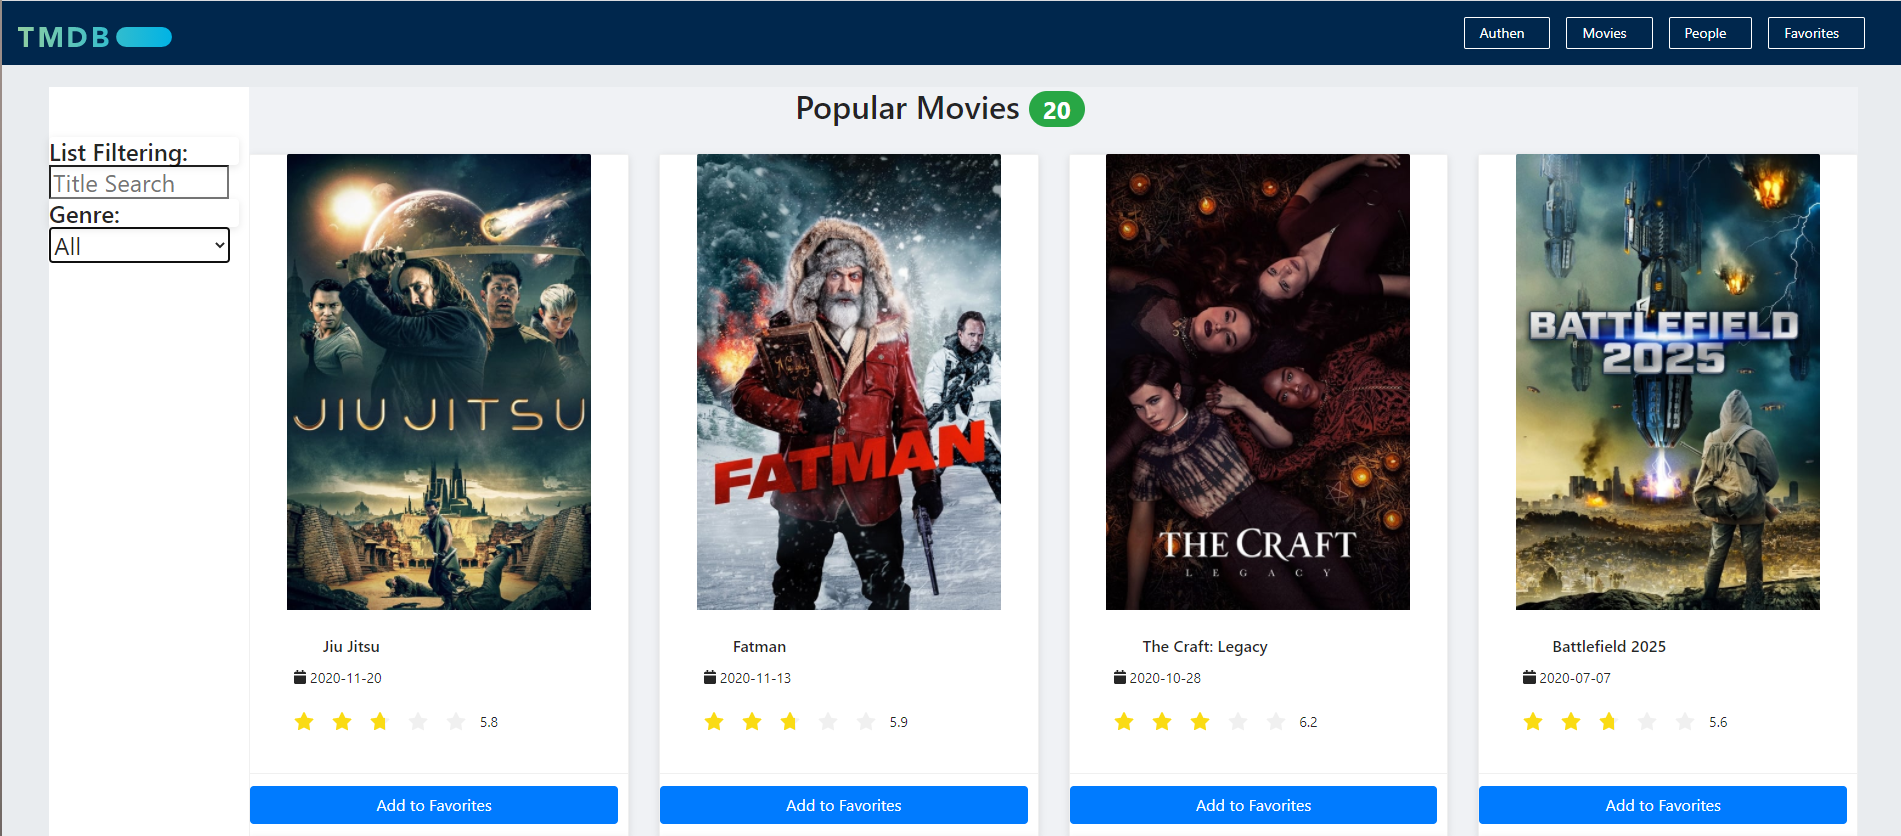 TMDB
Authen
Movies
People
Favorites
Popular Movies 20
List Filtering:
Title Search
Genre:
All
JIU JITSU
FATMAN
THE CRAFT
LEGACY
BATTLEFIELD
2025
Jiu Jitsu
2020-11-20
5.8
Add to Favorites
Fatman
2020-11-13
5.9
Add to Favorites
The Craft: Legacy
2020-10-28
6.2
Add to Favorites
Battlefield 2025
2020-07-07
5.6
Add to Favorites